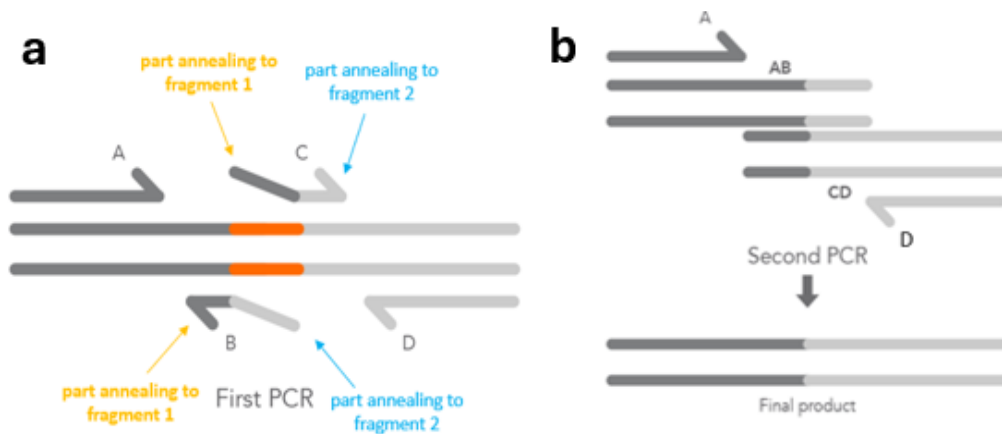 a
part annealing to
fragment 1
part annealing to
fragment 2
A
C
B
D
part annealing to
fragment 1
First PCR
part annealing to
fragment 2
b
A
AB
CD
D
Second PCR
Final product